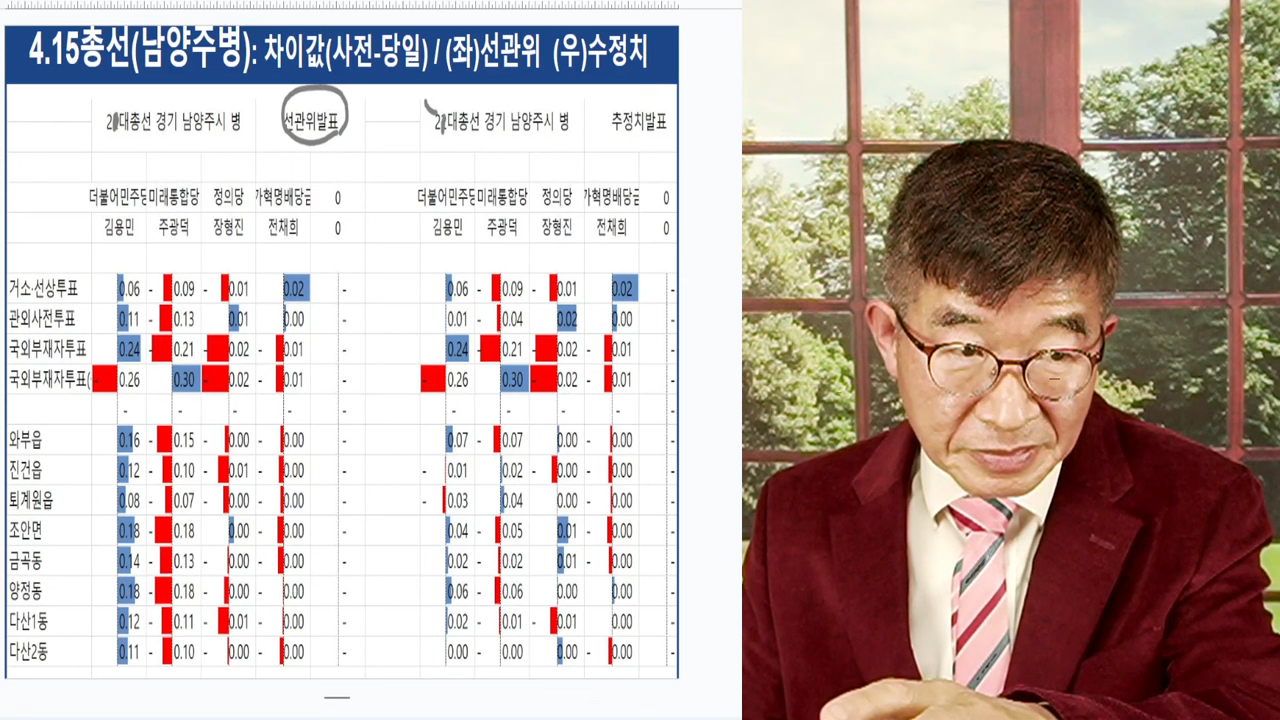 4.15총선(남양주병): 차이값(사전-당일) / (좌)선관위 (우)수정치
대총선 경기 남양주시 병 선관위발표 대총선 경기 남양주시 병 추정치발표
더불어민주당 미래통합당 정의당 가혁명배당금 0 더불어민주당 미래통합당 정의당 가혁명배당금 0
김용민 주광덕 장형진 전채희 0 김용민 주광덕 장형진 전채희 0
거소·선상투표 0.06 - 0.09 - 0.01 0.02 - 0.06 - 0.09 - 0.01 0.02 -
관외사전투표 0.11 - 0.13 0.01 0.00 - 0.01 - 0.04 0.02 0.00 -
국외부재자투표 0.24 - 0.21 - 0.02 - 0.01 - 0.24 - 0.21 - 0.02 - 0.01 -
국외부재자투표( - 0.26 0.30 - 0.02 - 0.01 - - 0.26 0.30 - 0.02 - 0.01 -
- - - - - - - - - -
와부읍 0.16 - 0.15 - 0.00 - 0.00 - 0.07 - 0.07 0.00 - 0.00 -
진건읍 0.12 - 0.10 - 0.01 - 0.00 - - 0.01 0.02 - 0.00 - 0.00 -
퇴계원읍 0.08 - 0.07 - 0.00 - 0.00 - - 0.03 0.04 0.00 - 0.00 -
조안면 0.18 - 0.18 0.00 - 0.00 - 0.04 - 0.05 0.01 - 0.00 -
금곡동 0.14 - 0.13 - 0.00 - 0.00 - 0.02 - 0.02 0.01 - 0.00 -
양정동 0.18 - 0.18 - 0.00 - 0.00 - 0.06 - 0.06 - 0.00 0.00 -
다산1동 0.12 - 0.11 - 0.01 - 0.00 - 0.02 - 0.01 - 0.01 - 0.00 -
다산2동 0.11 - 0.10 - 0.00 - 0.00 - 0.00 - 0.00 0.00 - 0.00 -